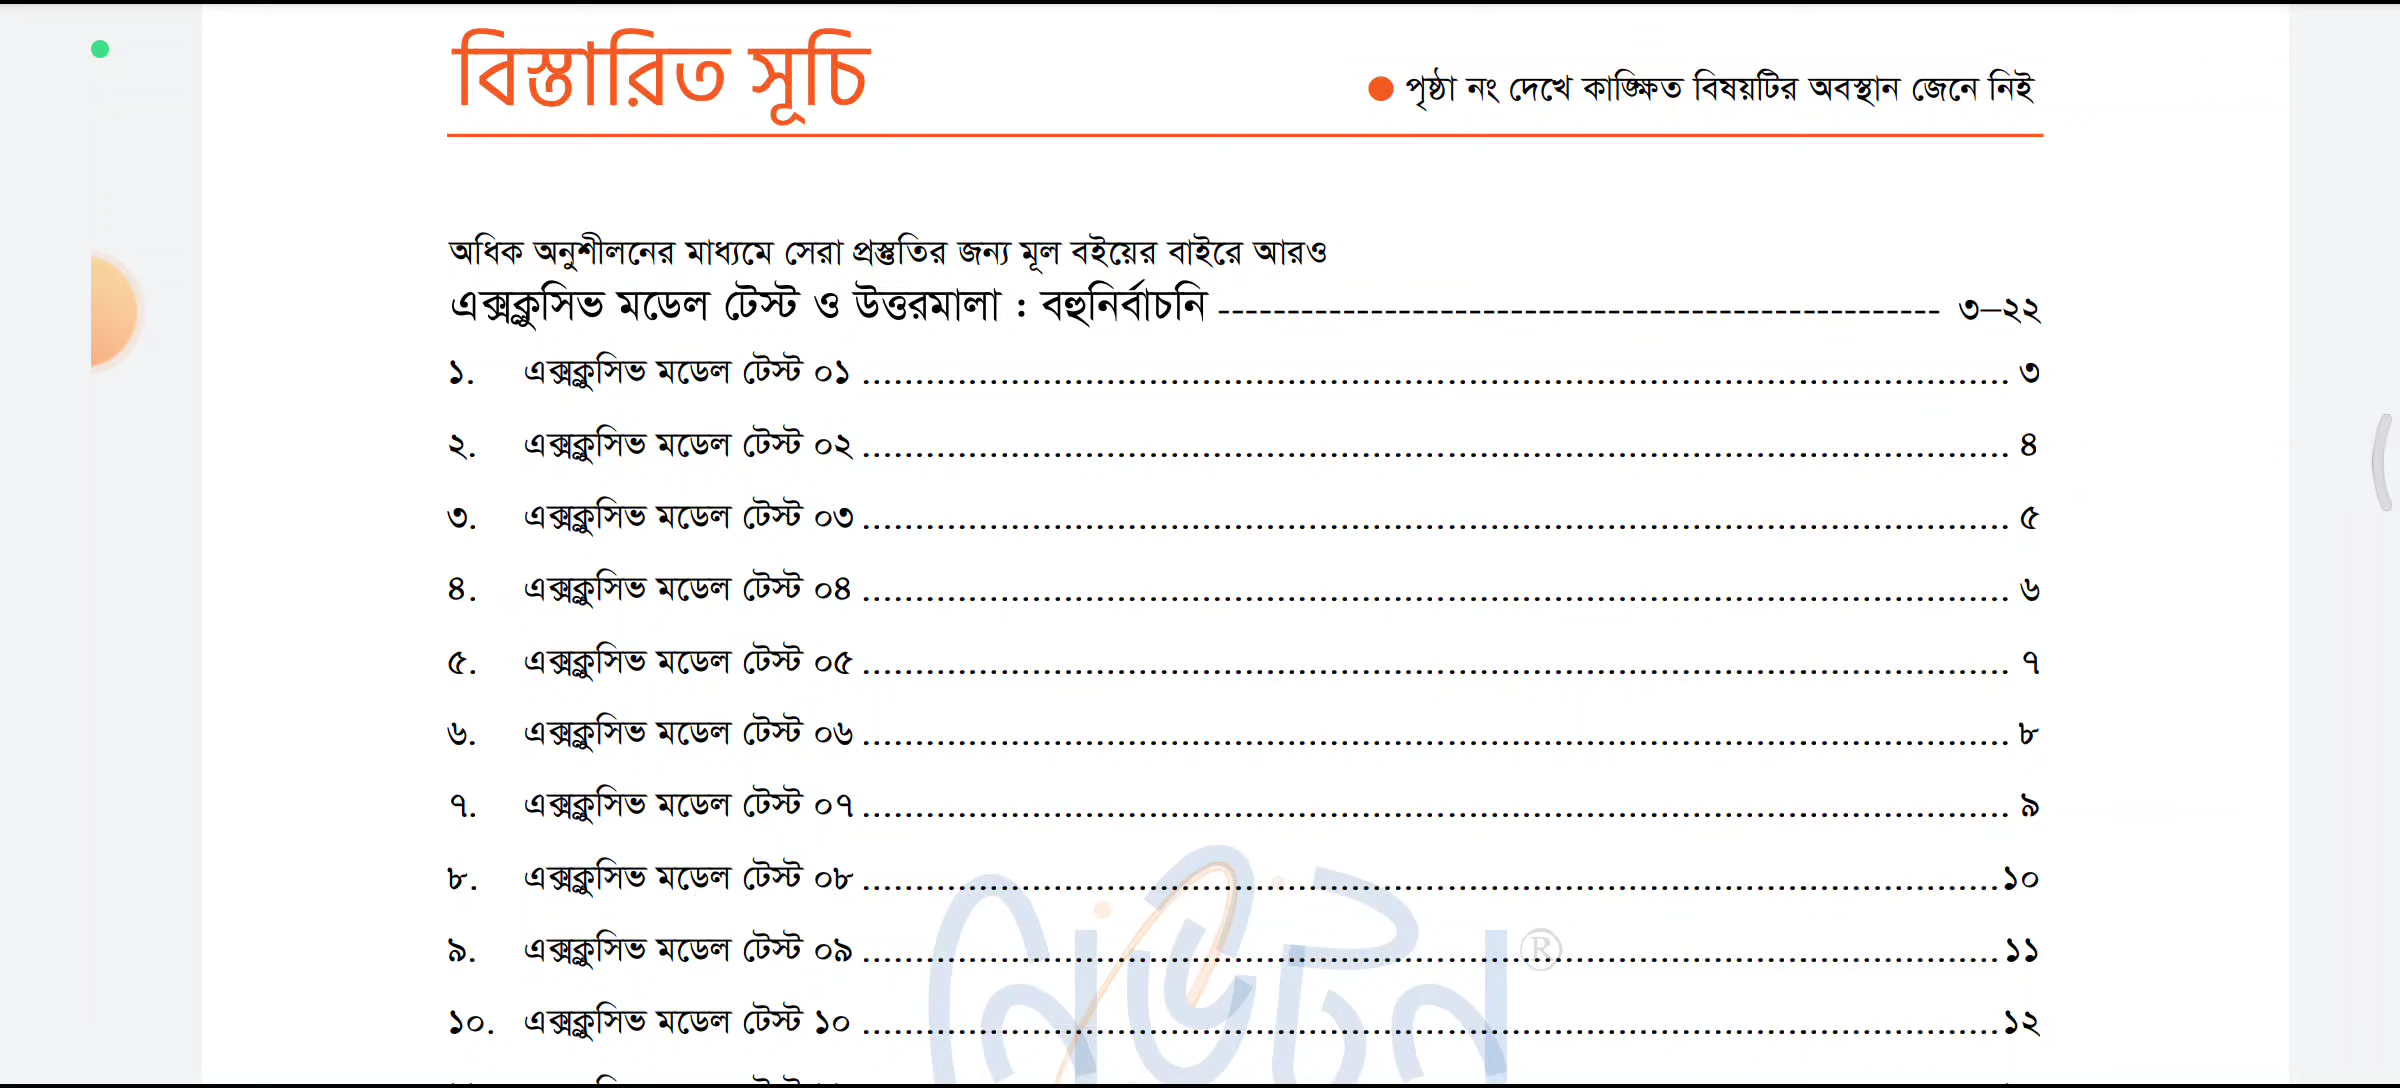 বিস্তারিত সূচি
● পৃষ্ঠা নং দেখে কাঙ্ক্ষিত বিষয়টির অবস্থান জেনে নিই
অধিক অনুশীলনের মাধ্যমে সেরা প্রস্তুতির জন্য মূল বইয়ের বাইরে আরও
এক্সক্লুসিভ মডেল টেস্ট ও উত্তরমালা : বহুনির্বাচনি ---------------------------------------------------- ৩–২২
১. এক্সক্লুসিভ মডেল টেস্ট ০১ ........................................ ৩
২. এক্সক্লুসিভ মডেল টেস্ট ০২ ........................................ ৪
৩. এক্সক্লুসিভ মডেল টেস্ট ০৩ ........................................ ৫
৪. এক্সক্লুসিভ মডেল টেস্ট ০৪ ........................................ ৬
৫. এক্সক্লুসিভ মডেল টেস্ট ০৫ ........................................ ৭
৬. এক্সক্লুসিভ মডেল টেস্ট ০৬ ........................................ ৮
৭. এক্সক্লুসিভ মডেল টেস্ট ০৭ ........................................ ৯
৮. এক্সক্লুসিভ মডেল টেস্ট ০৮ ........................................ ১০
৯. এক্সক্লুসিভ মডেল টেস্ট ০৯ ........................................ ১১
১০. এক্সক্লুসিভ মডেল টেস্ট ১০ ........................................ ১২
নিউটন ®